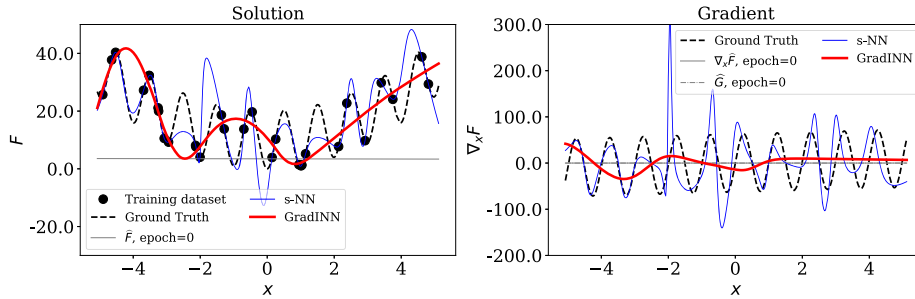 Solution
F
40.0
20.0
0.0
−20.0
−4
−2
0
2
4
x
Training dataset
Ground Truth
F̂, epoch=0
s-NN
GradINN
Gradient
∇ₓF
300.0
200.0
100.0
0.0
−100.0
−200.0
−4
−2
0
2
4
x
Ground Truth
∇ₓF̂, epoch=0
Ĝ, epoch=0
s-NN
GradINN